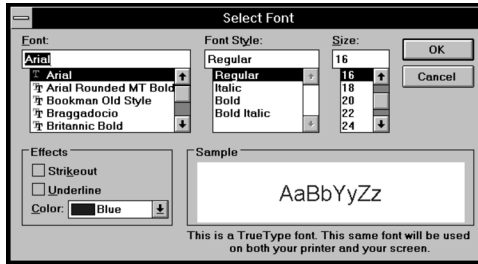 Select Font
Font:
Font Style:
Size:
Arial
Regular
16
OK
Cancel
Arial
Arial Rounded MT Bold
Bookman Old Style
Braggadocio
Britannic Bold
Regular
Italic
Bold
Bold Italic
16
18
20
22
24
Effects
Strikeout
Underline
Color:
Blue
Sample
AaBbYyZz
This is a TrueType font. This same font will be used
on both your printer and your screen.